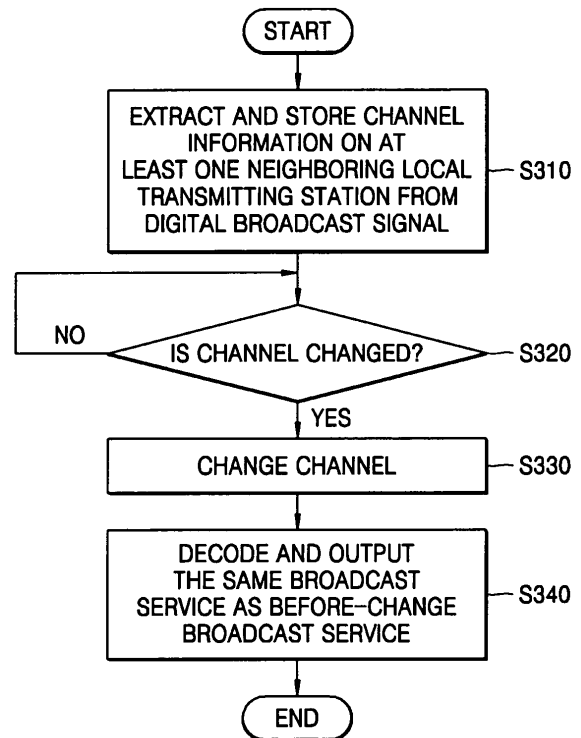 START
EXTRACT AND STORE CHANNEL
INFORMATION ON AT
LEAST ONE NEIGHBORING LOCAL
TRANSMITTING STATION FROM
DIGITAL BROADCAST SIGNAL
S310
NO
IS CHANNEL CHANGED?
S320
YES
CHANGE CHANNEL
S330
DECODE AND OUTPUT
THE SAME BROADCAST
SERVICE AS BEFORE-CHANGE
BROADCAST SERVICE
S340
END